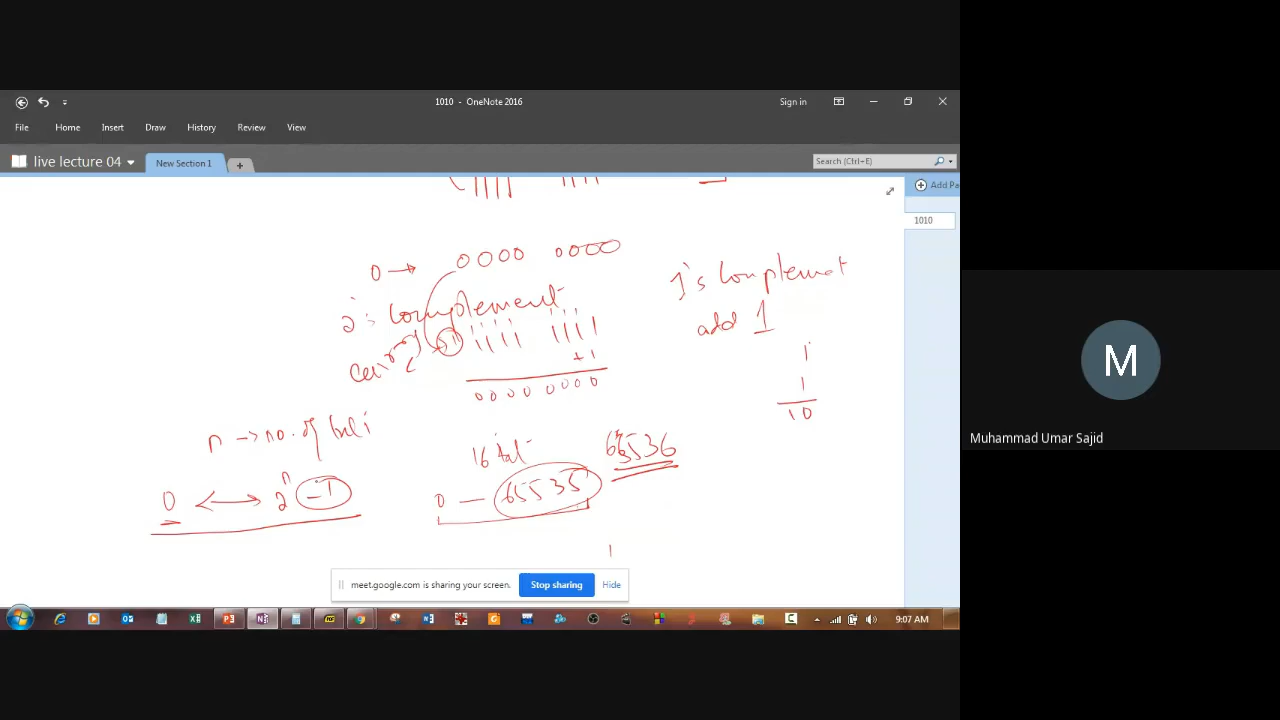 1010 - OneNote 2016
Sign in
File Home Insert Draw History Review View
live lecture 04
New Section 1
Search (Ctrl+E)
Add Pa
1010
0 → 0000 0000
2's complement
1's complement
add 1
carry 1 1111 1111
+1
0000 0000
1
1
10
n → no. of
0 ↔ 2^n -1
16
0 — 65535
65536
meet.google.com is sharing your screen.
Stop sharing
Hide
9:07 AM
M
Muhammad Umar Sajid